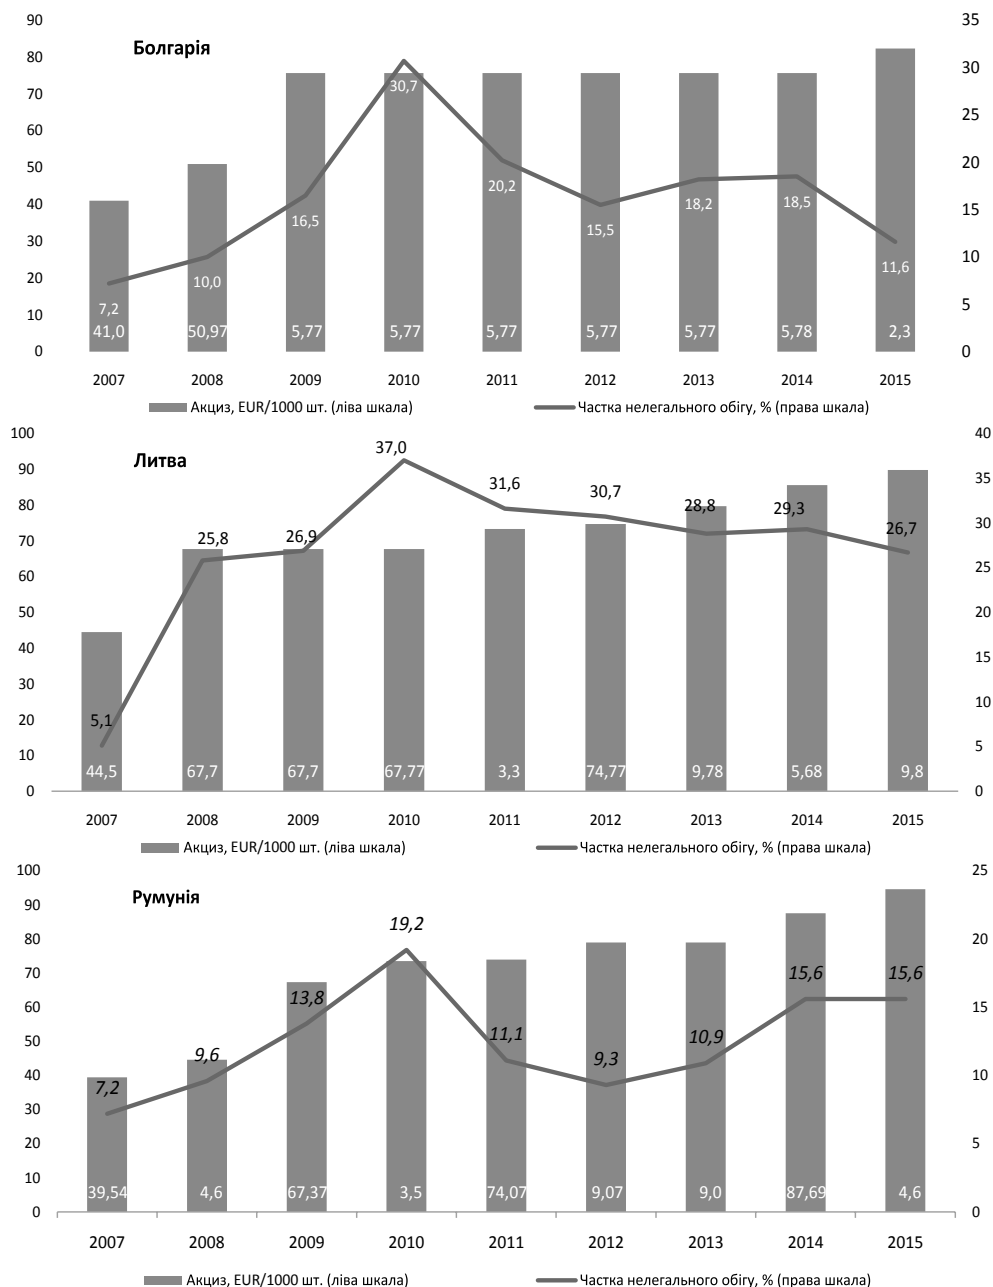 Болгарія
90 80 70 60 50 40 30 20 10 0
35 30 25 20 15 10 5 0
7,2 10,0 16,5 30,7 20,2 15,5 18,2 18,5 11,6
41,0 50,97 5,77 5,77 5,77 5,77 5,77 5,78 2,3
2007 2008 2009 2010 2011 2012 2013 2014 2015
Акциз, EUR/1000 шт. (ліва шкала) Частка нелегального обігу, % (права шкала)
Литва
100 90 80 70 60 50 40 30 20 10 0
40 35 30 25 20 15 10 5 0
5,1 25,8 26,9 37,0 31,6 30,7 28,8 29,3 26,7
44,5 67,7 67,7 67,77 3,3 74,77 9,78 5,68 9,8
2007 2008 2009 2010 2011 2012 2013 2014 2015
Акциз, EUR/1000 шт. (ліва шкала) Частка нелегального обігу, % (права шкала)
Румунія
100 90 80 70 60 50 40 30 20 10 0
25 20 15 10 5 0
7,2 9,6 13,8 19,2 11,1 9,3 10,9 15,6 15,6
39,54 4,6 67,37 3,5 74,07 9,07 9,0 87,69 4,6
2007 2008 2009 2010 2011 2012 2013 2014 2015
Акциз, EUR/1000 шт. (ліва шкала) Частка нелегального обігу, % (права шкала)